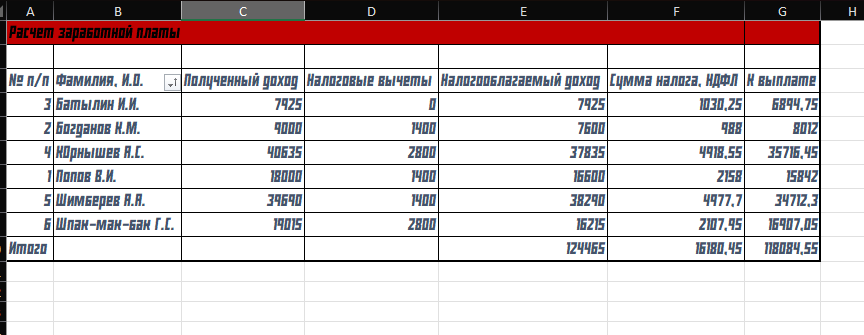 A B C D E F G H
Расчет заработной платы
№ п/п Фамилия, И.О. Полученный доход Налоговые вычеты Налогооблагаемый доход Сумма налога, НДФЛ К выплате
3 Батылин И.И. 7925 0 7925 1030,25 6894,75
2 Богданов К.М. 9000 1400 7600 988 8012
4 Юрнышев А.С. 40635 2800 37835 4918,55 35716,45
1 Попов В.И. 18000 1400 16600 2158 15842
5 Шимберев А.А. 39690 1400 38290 4977,7 34712,3
6 Шпак-мак-бак Г.С. 19015 2800 16215 2107,95 16907,05
Итого 124465 16180,45 118084,55